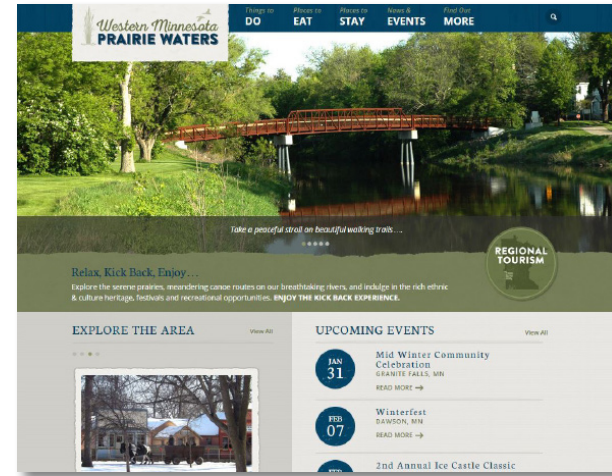 Western Minnesota
PRAIRIE WATERS
Things to
DO
Places to
EAT
Places to
STAY
News &
EVENTS
Find Out
MORE
Take a peaceful stroll on beautiful walking trails . . .
REGIONAL
TOURISM
Relax, Kick Back, Enjoy…
Explore the serene prairies, meandering canoe routes on our breathtaking rivers, and indulge in the rich ethnic
& culture heritage, festivals and recreational opportunities. ENJOY THE KICK BACK EXPERIENCE.
EXPLORE THE AREA
View All
UPCOMING EVENTS
View All
JAN
31
Mid Winter Community
Celebration
GRANITE FALLS, MN
READ MORE →
FEB
07
Winterfest
DAWSON, MN
READ MORE →
FEB
2nd Annual Ice Castle Classic